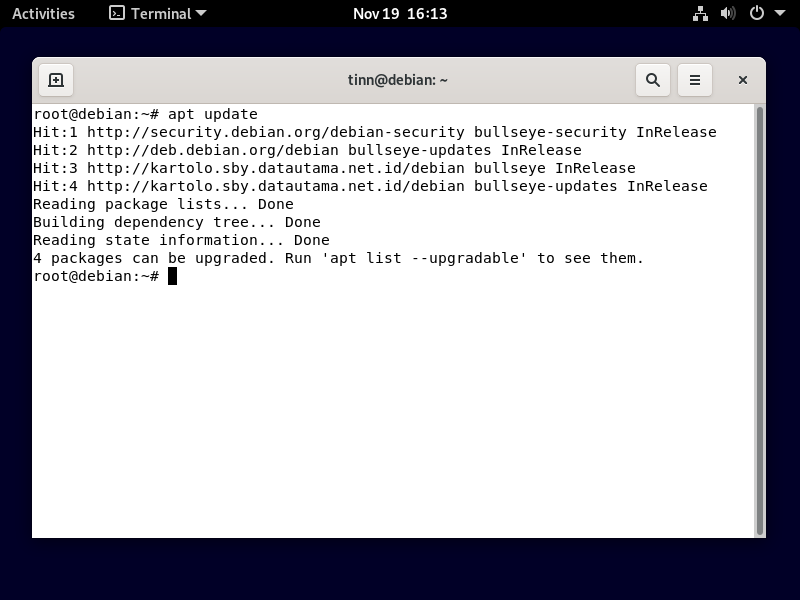 Activities Terminal Nov 19 16:13
tinn@debian: ~
root@debian:~# apt update
Hit:1 http://security.debian.org/debian-security bullseye-security InRelease
Hit:2 http://deb.debian.org/debian bullseye-updates InRelease
Hit:3 http://kartolo.sby.datautama.net.id/debian bullseye InRelease
Hit:4 http://kartolo.sby.datautama.net.id/debian bullseye-updates InRelease
Reading package lists... Done
Building dependency tree... Done
Reading state information... Done
4 packages can be upgraded. Run 'apt list --upgradable' to see them.
root@debian:~#